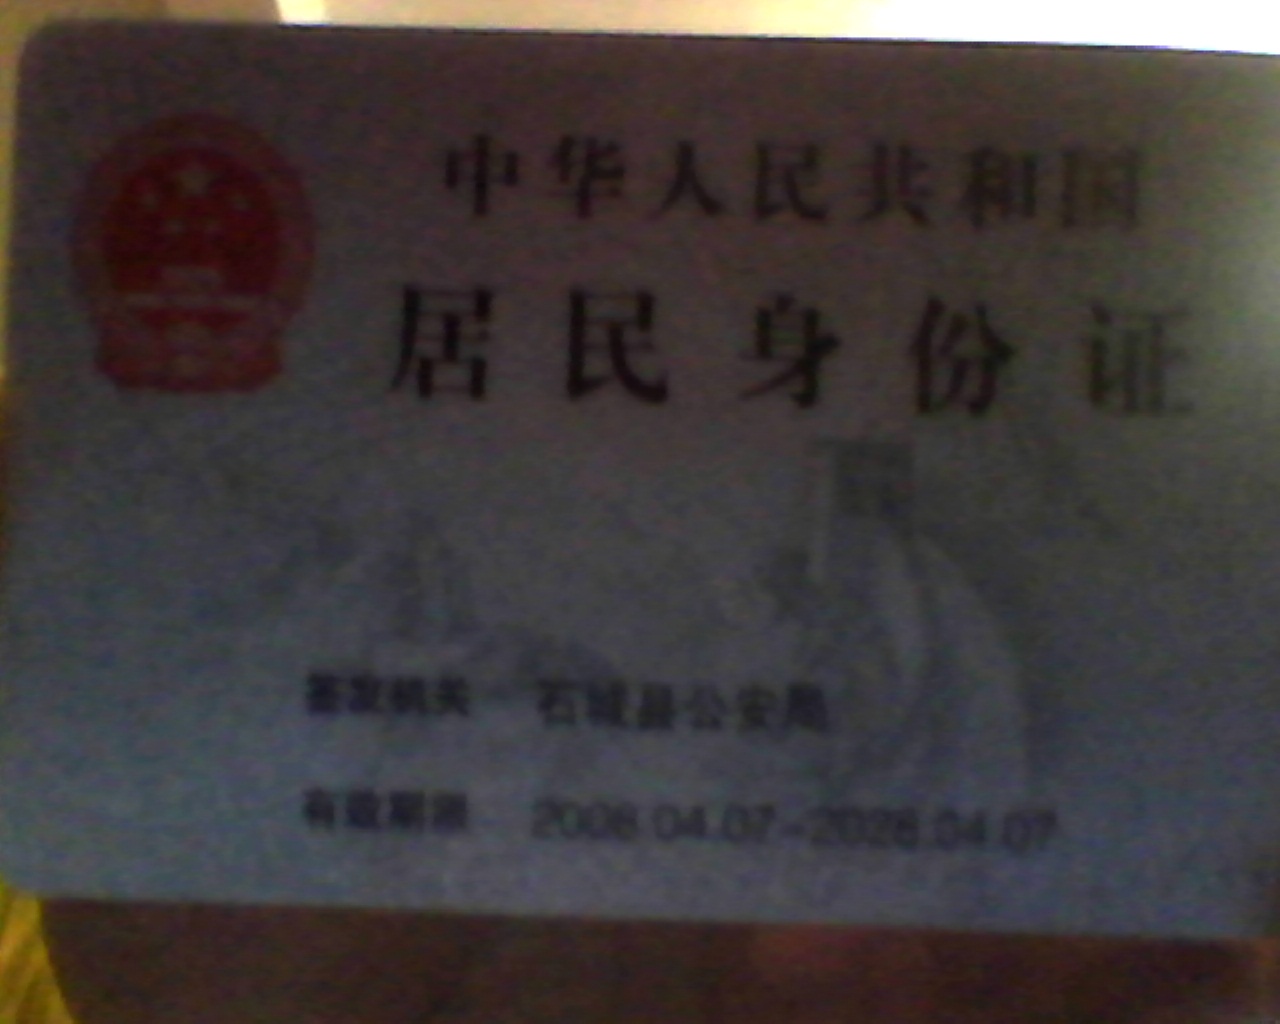 中华人民共和国
居民身份证
签发机关 石城县公安局
有效期限 2006.04.07-2026.04.07